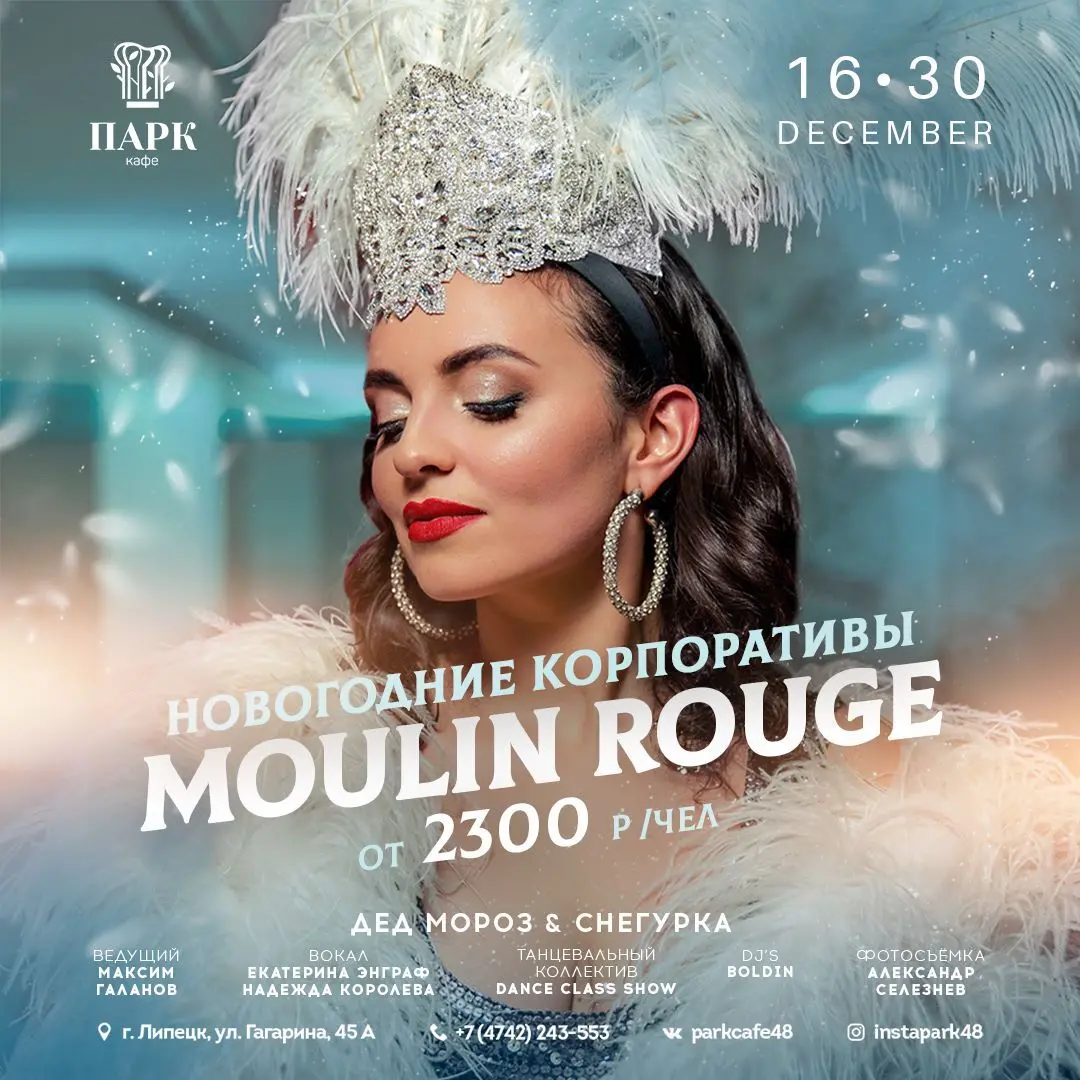 ПАРК
кафе
16 • 30
DECEMBER
НОВОГОДНИЕ КОРПОРАТИВЫ
MOULIN ROUGE
ОТ 2300 Р /ЧЕЛ
ДЕД МОРОЗ & СНЕГУРКА
ВЕДУЩИЙ
МАКСИМ
ГАЛАНОВ
ВОКАЛ
ЕКАТЕРИНА ЭНГРАФ
НАДЕЖДА КОРОЛЕВА
ТАНЦЕВАЛЬНЫЙ
КОЛЛЕКТИВ
DANCE CLASS SHOW
DJ'S
BOLDIN
ФОТОСЪЁМКА
АЛЕКСАНДР
СЕЛЕЗНЕВ
г. Липецк, ул. Гагарина, 45 А
+7 (4742) 243-553
parkcafe48
instapark48